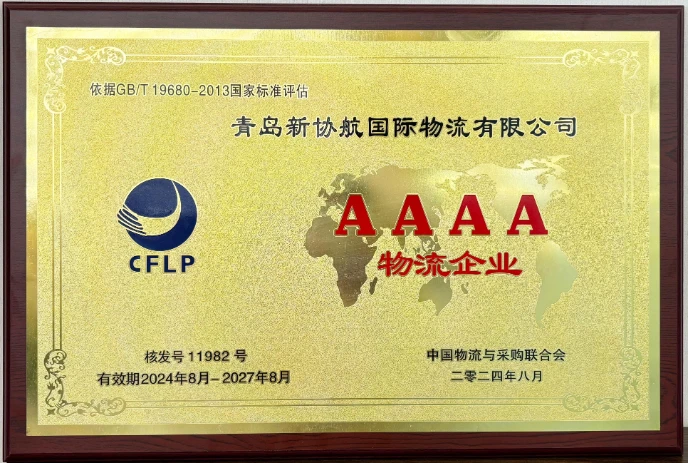 依据GB/T 19680-2013国家标准评估
青岛新协航国际物流有限公司
CFLP
AAAA
物流企业
核发号 11982 号
有效期2024年8月-2027年8月
中国物流与采购联合会
二零二四年八月